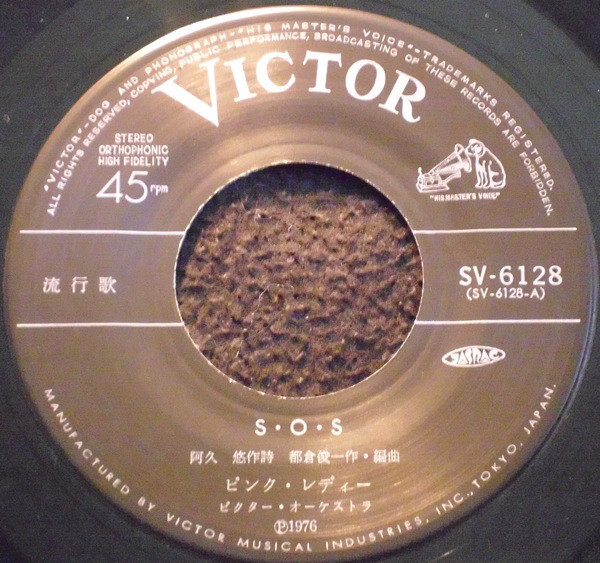 "VICTOR"-DOG AND PHONOGRAPH-"HIS MASTER'S VOICE"-TRADEMARKS REGISTERED.
ALL RIGHTS RESERVED, COPYING, PUBLIC PERFORMANCE, BROADCASTING OF THESE RECORDS ARE FORBIDDEN.
VICTOR
STEREO
ORTHOPHONIC
HIGH FIDELITY
45rpm
"HIS MASTER'S VOICE"
流行歌
SV-6128
(SV-6128-A)
JASRAC
S・O・S
阿久 悠作詩 都倉俊一作・編曲
ピンク・レディー
ビクター・オーケストラ
Ⓟ1976
MANUFACTURED BY VICTOR MUSICAL INDUSTRIES, INC., TOKYO, JAPAN.